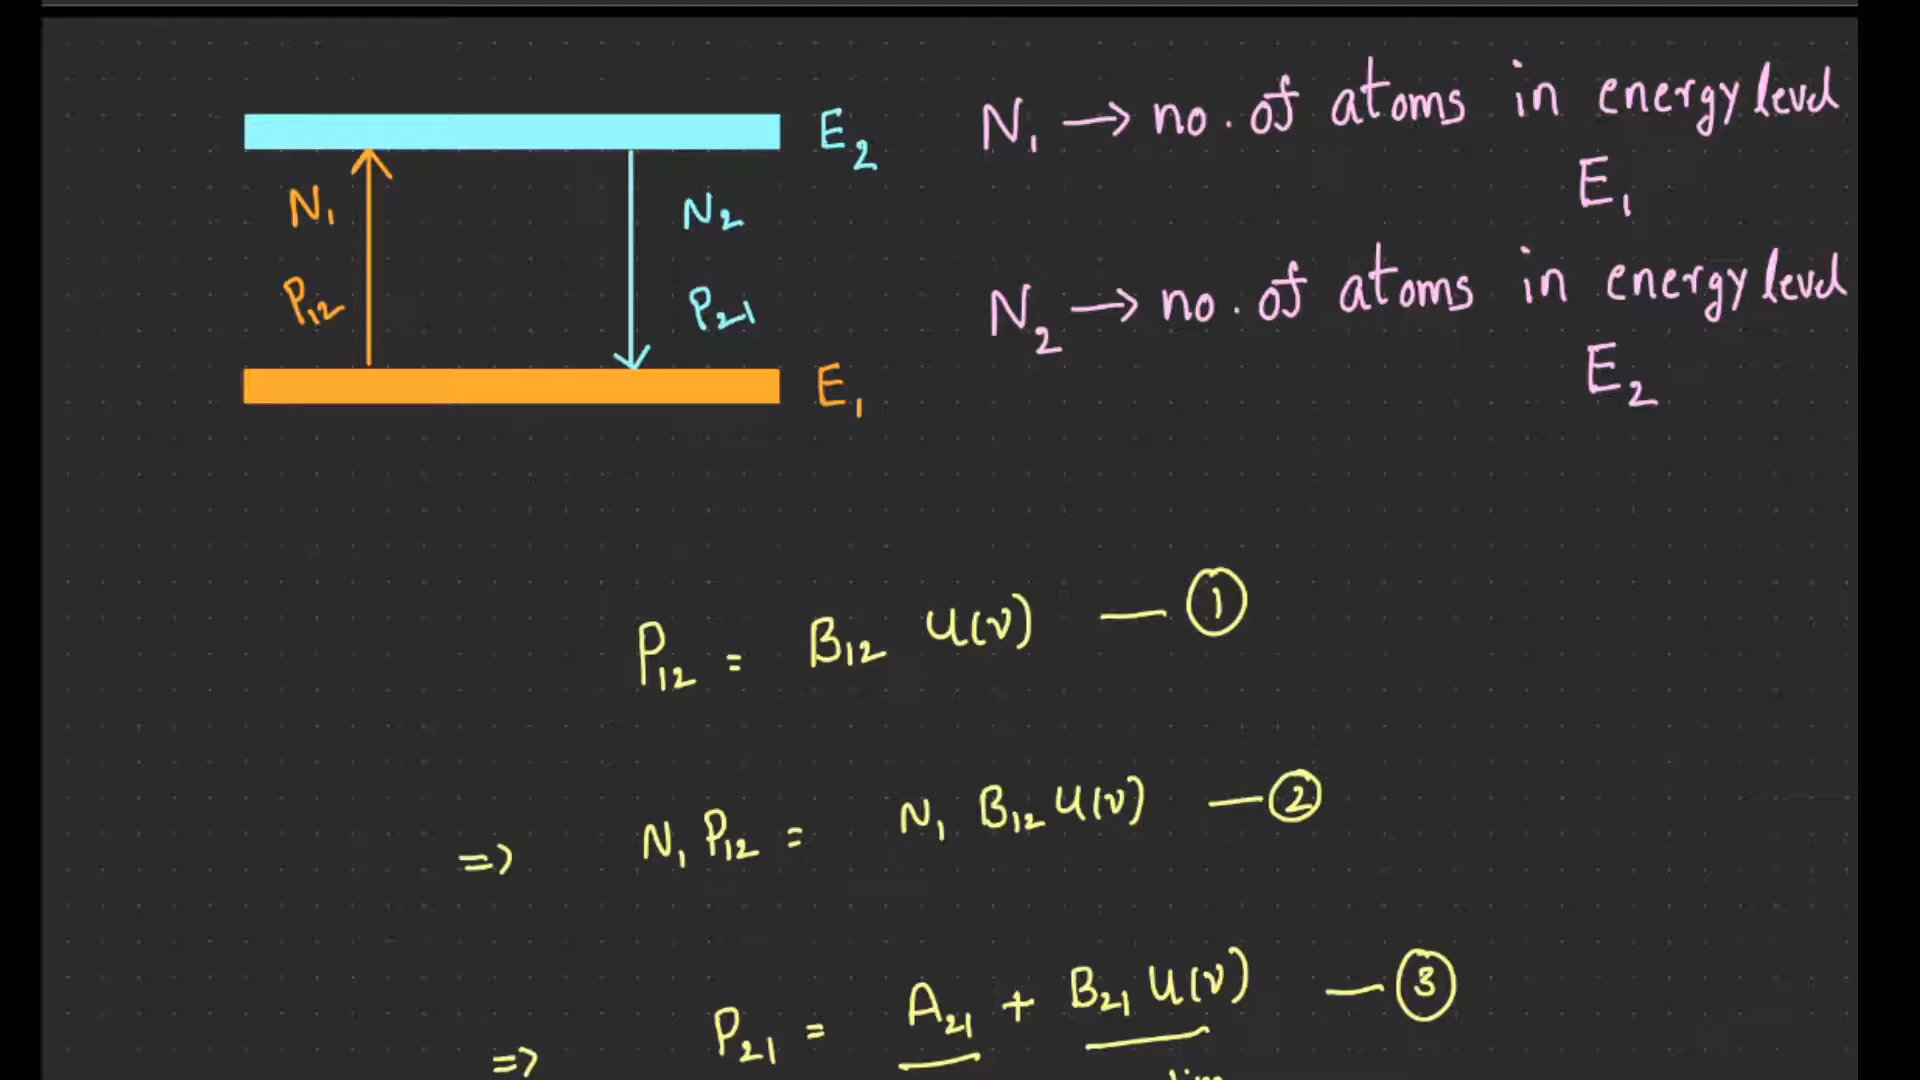 E₂
N₁ → no. of atoms in energy level
E₁
N₁
N₂
P₁₂
P₂₁
N₂ → no. of atoms in energy level
E₂
E₁
P₁₂ = B₁₂ u(ν) — ①
=> N₁ P₁₂ = N₁ B₁₂ u(ν) — ②
=> P₂₁ = A₂₁ + B₂₁ u(ν) — ③